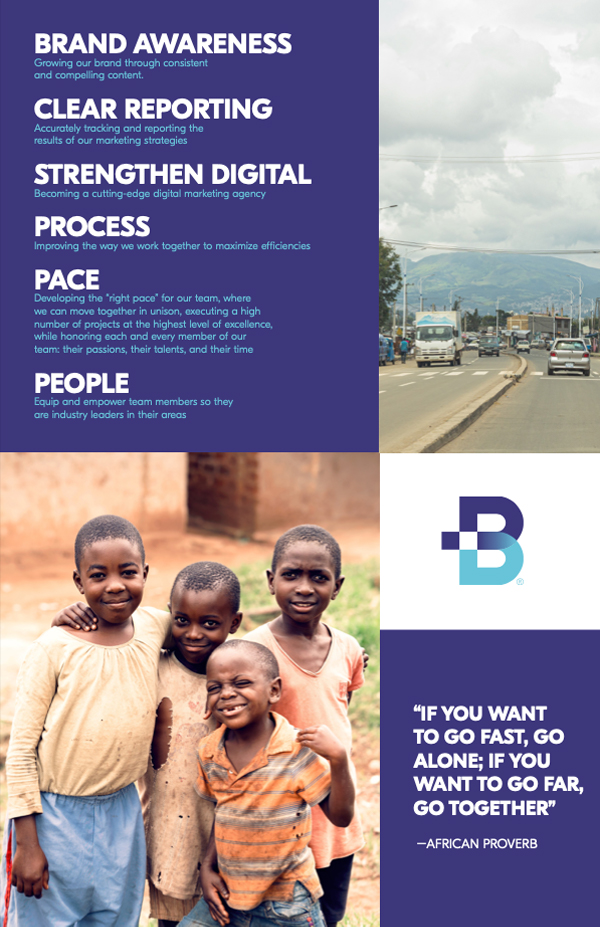 BRAND AWARENESS
Growing our brand through consistent
and compelling content.
CLEAR REPORTING
Accurately tracking and reporting the
results of our marketing strategies
STRENGTHEN DIGITAL
Becoming a cutting-edge digital marketing agency
PROCESS
Improving the way we work together to maximize efficiencies
PACE
Developing the "right pace" for our team, where
we can move together in unison, executing a high
number of projects at the highest level of excellence,
while honoring each and every member of our
team: their passions, their talents, and their time
PEOPLE
Equip and empower team members so they
are industry leaders in their areas
B
®
“IF YOU WANT
TO GO FAST, GO
ALONE; IF YOU
WANT TO GO FAR,
GO TOGETHER”
—AFRICAN PROVERB